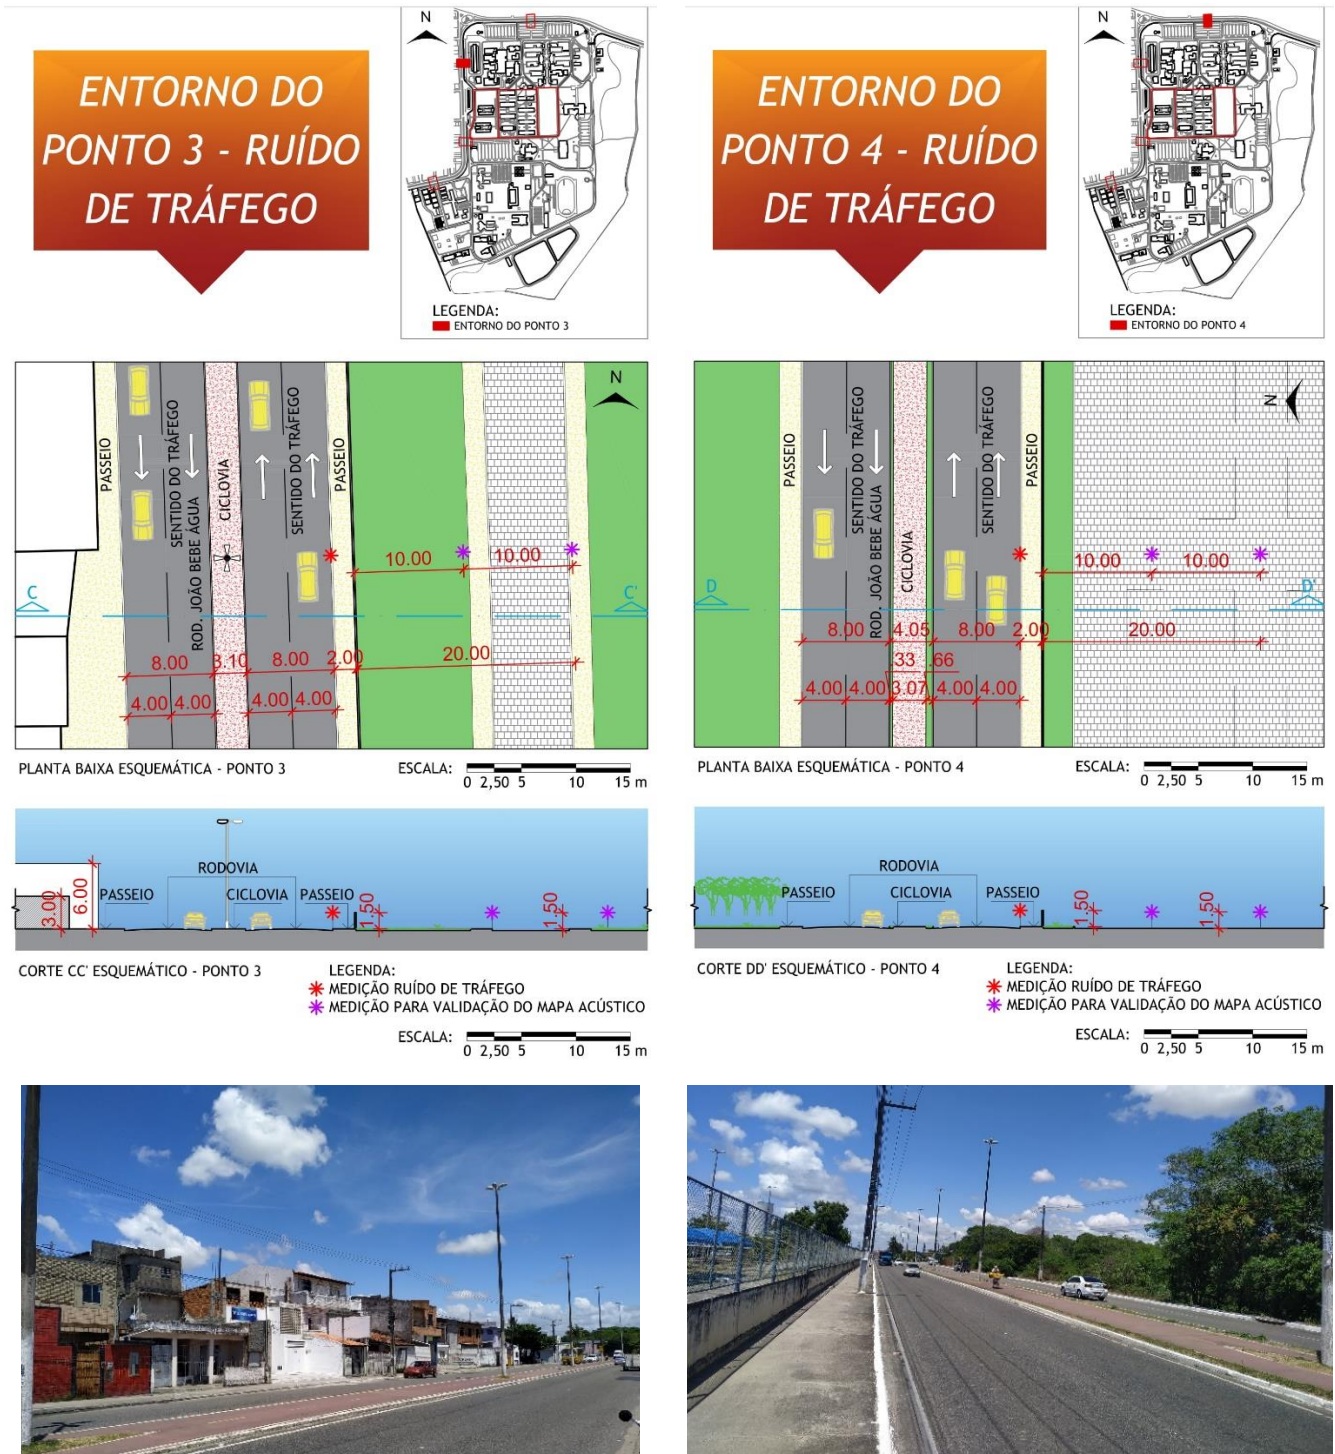 ENTORNO DO
PONTO 3 - RUÍDO
DE TRÁFEGO
N
LEGENDA:
ENTORNO DO PONTO 3
ENTORNO DO
PONTO 4 - RUÍDO
DE TRÁFEGO
N
LEGENDA:
ENTORNO DO PONTO 4
PASSEIO
SENTIDO DO TRÁFEGO
ROD. JOÃO BEBE ÁGUA
CICLOVIA
SENTIDO DO TRÁFEGO
PASSEIO
N
10.00 10.00
C C'
8.00 3.10 8.00 2.00 20.00
4.00 4.00 4.00 4.00
PLANTA BAIXA ESQUEMÁTICA - PONTO 3
ESCALA:
0 2,50 5 10 15 m
PASSEIO
SENTIDO DO TRÁFEGO
ROD. JOÃO BEBE ÁGUA
CICLOVIA
SENTIDO DO TRÁFEGO
PASSEIO
N
10.00 10.00
D D'
8.00 4.05 8.00 2.00 20.00
.33 .66
4.00 4.00 3.07 4.00 4.00
PLANTA BAIXA ESQUEMÁTICA - PONTO 4
ESCALA:
0 2,50 5 10 15 m
RODOVIA
PASSEIO CICLOVIA PASSEIO
3.00 6.00 1.50 1.50
CORTE CC' ESQUEMÁTICO - PONTO 3
LEGENDA:
MEDIÇÃO RUÍDO DE TRÁFEGO
MEDIÇÃO PARA VALIDAÇÃO DO MAPA ACÚSTICO
ESCALA:
0 2,50 5 10 15 m
RODOVIA
PASSEIO CICLOVIA PASSEIO
1.50 1.50
CORTE DD' ESQUEMÁTICO - PONTO 4
LEGENDA:
MEDIÇÃO RUÍDO DE TRÁFEGO
MEDIÇÃO PARA VALIDAÇÃO DO MAPA ACÚSTICO
ESCALA:
0 2,50 5 10 15 m